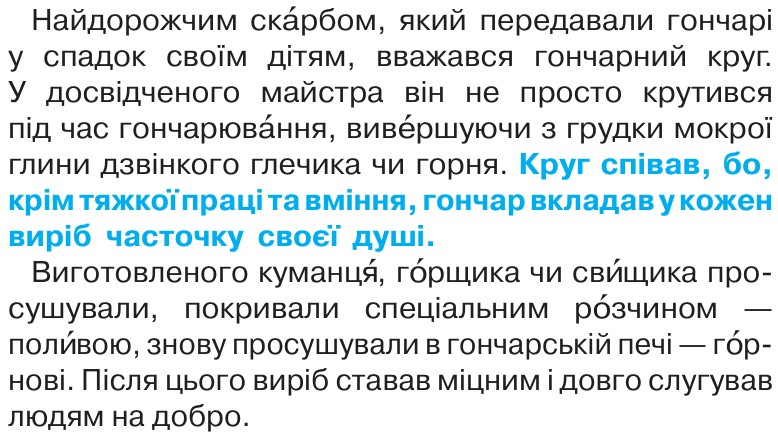 Найдорожчим ска́рбом, який передавали гончарі
у спадок своїм дітям, вважався гончарний круг.
У досвідченого майстра він не просто крутився
під час гончарюва́ння, виве́ршуючи з грудки мокрої
глини дзвінкого глечика чи горня. Круг співав, бо,
крім тяжкої праці та вміння, гончар вкладав у кожен
виріб часточку своєї душі.
Виготовленого куманця́, го́рщика чи сви́щика про-
сушували, покривали спеціальним ро́зчином —
поли́вою, знову просушували в гончарській печі — го́р-
нові. Після цього виріб ставав міцним і довго слугував
людям на добро.